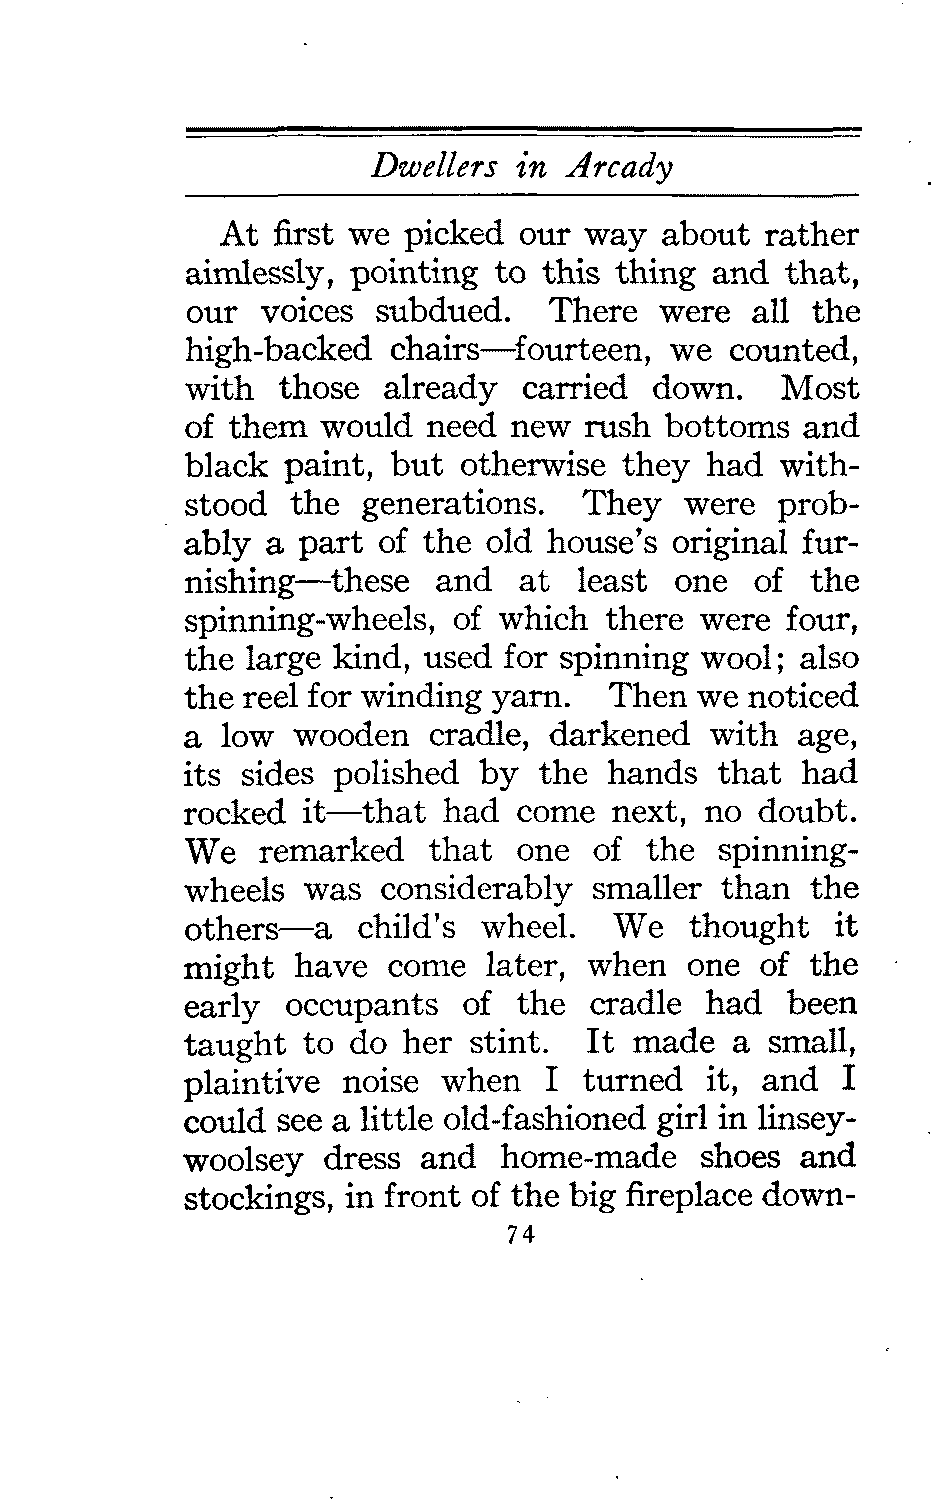 Dwellers in Arcady
At first we picked our way about rather
aimlessly, pointing to this thing and that,
our voices subdued. There were all the
high-backed chairs—fourteen, we counted,
with those already carried down. Most
of them would need new rush bottoms and
black paint, but otherwise they had with-
stood the generations. They were prob-
ably a part of the old house's original fur-
nishing—these and at least one of the
spinning-wheels, of which there were four,
the large kind, used for spinning wool; also
the reel for winding yarn. Then we noticed
a low wooden cradle, darkened with age,
its sides polished by the hands that had
rocked it—that had come next, no doubt.
We remarked that one of the spinning-
wheels was considerably smaller than the
others—a child's wheel. We thought it
might have come later, when one of the
early occupants of the cradle had been
taught to do her stint. It made a small,
plaintive noise when I turned it, and I
could see a little old-fashioned girl in linsey-
woolsey dress and home-made shoes and
stockings, in front of the big fireplace down-
74